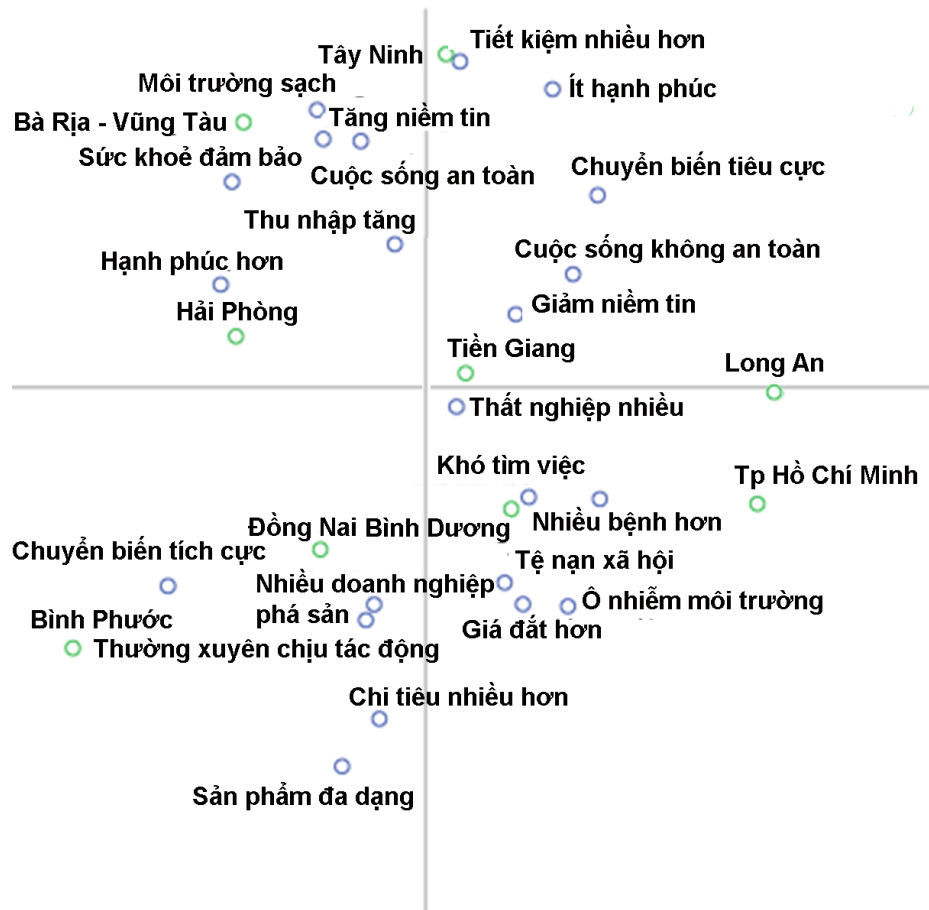 Tây Ninh
Tiết kiệm nhiều hơn
Môi trường sạch
Ít hạnh phúc
Bà Rịa - Vũng Tàu
Tăng niềm tin
Sức khoẻ đảm bảo
Cuộc sống an toàn
Chuyển biến tiêu cực
Thu nhập tăng
Hạnh phúc hơn
Cuộc sống không an toàn
Hải Phòng
Giảm niềm tin
Tiền Giang
Long An
Thất nghiệp nhiều
Khó tìm việc
Tp Hồ Chí Minh
Đồng Nai
Bình Dương
Nhiều bệnh hơn
Chuyển biến tích cực
Tệ nạn xã hội
Nhiều doanh nghiệp
phá sản
Ô nhiễm môi trường
Bình Phước
Giá đắt hơn
Thường xuyên chịu tác động
Chi tiêu nhiều hơn
Sản phẩm đa dạng